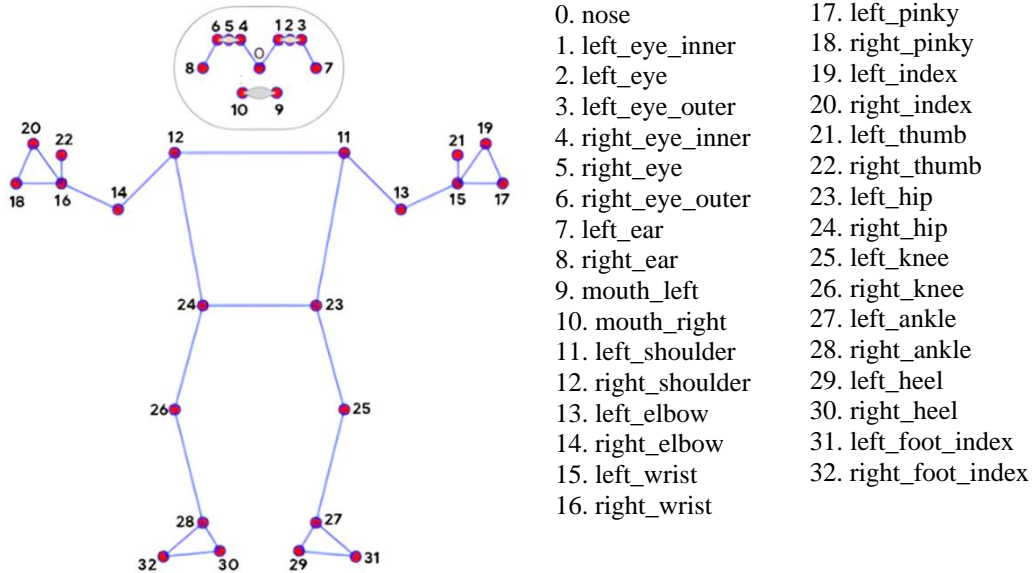 6 5 4 1 2 3
0
8 7
10 9
20 22 12 11 21 19
18 16 14 13 15 17
24 23
26 25
28 27
32 30 29 31
0. nose
1. left_eye_inner
2. left_eye
3. left_eye_outer
4. right_eye_inner
5. right_eye
6. right_eye_outer
7. left_ear
8. right_ear
9. mouth_left
10. mouth_right
11. left_shoulder
12. right_shoulder
13. left_elbow
14. right_elbow
15. left_wrist
16. right_wrist
17. left_pinky
18. right_pinky
19. left_index
20. right_index
21. left_thumb
22. right_thumb
23. left_hip
24. right_hip
25. left_knee
26. right_knee
27. left_ankle
28. right_ankle
29. left_heel
30. right_heel
31. left_foot_index
32. right_foot_index